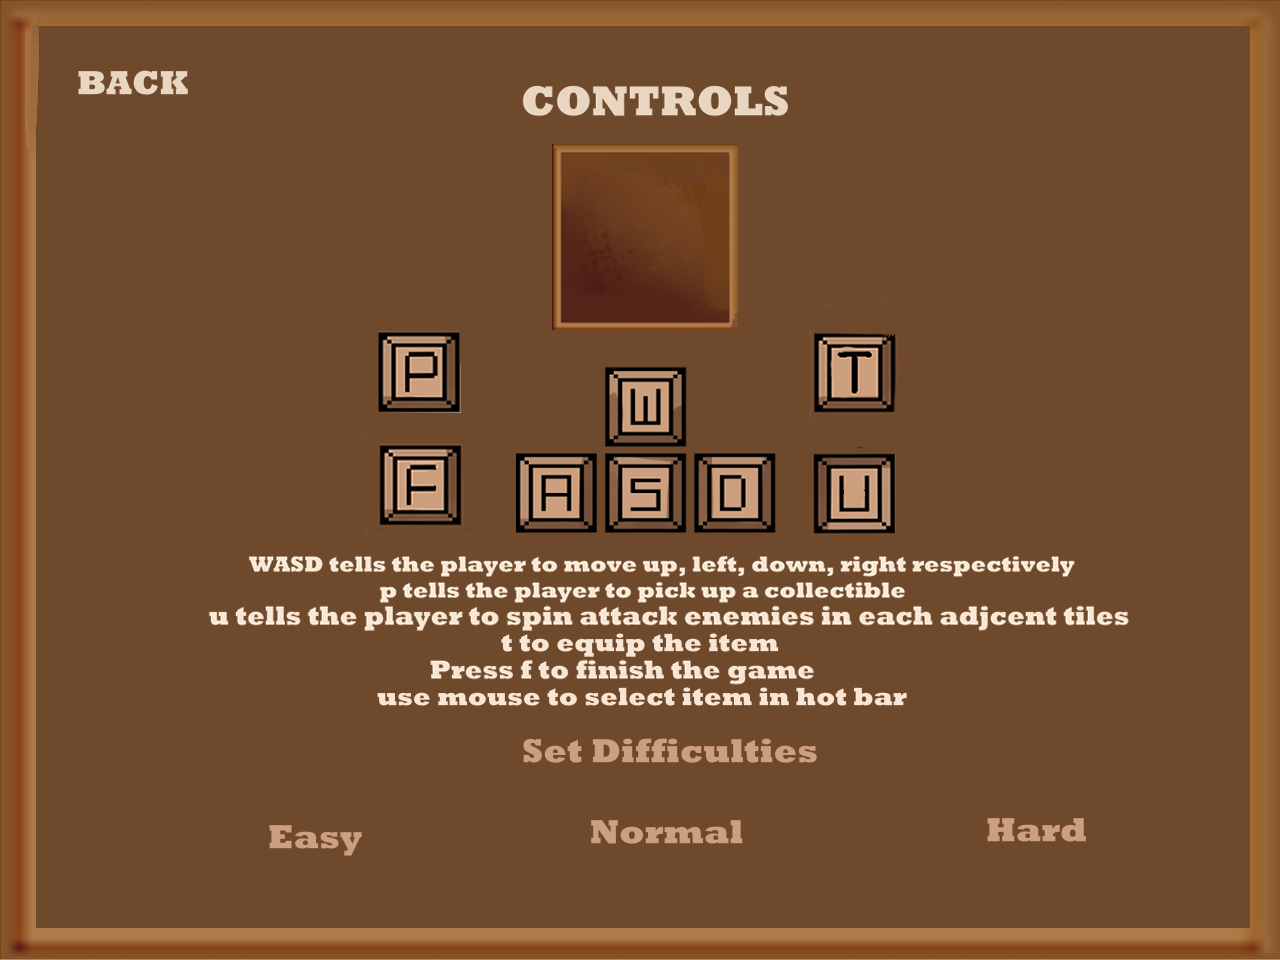 BACK
CONTROLS
P
W
T
F
A
S
D
U
WASD tells the player to move up, left, down, right respectively
p tells the player to pick up a collectible
u tells the player to spin attack enemies in each adjcent tiles
t to equip the item
Press f to finish the game
use mouse to select item in hot bar
Set Difficulties
Easy
Normal
Hard